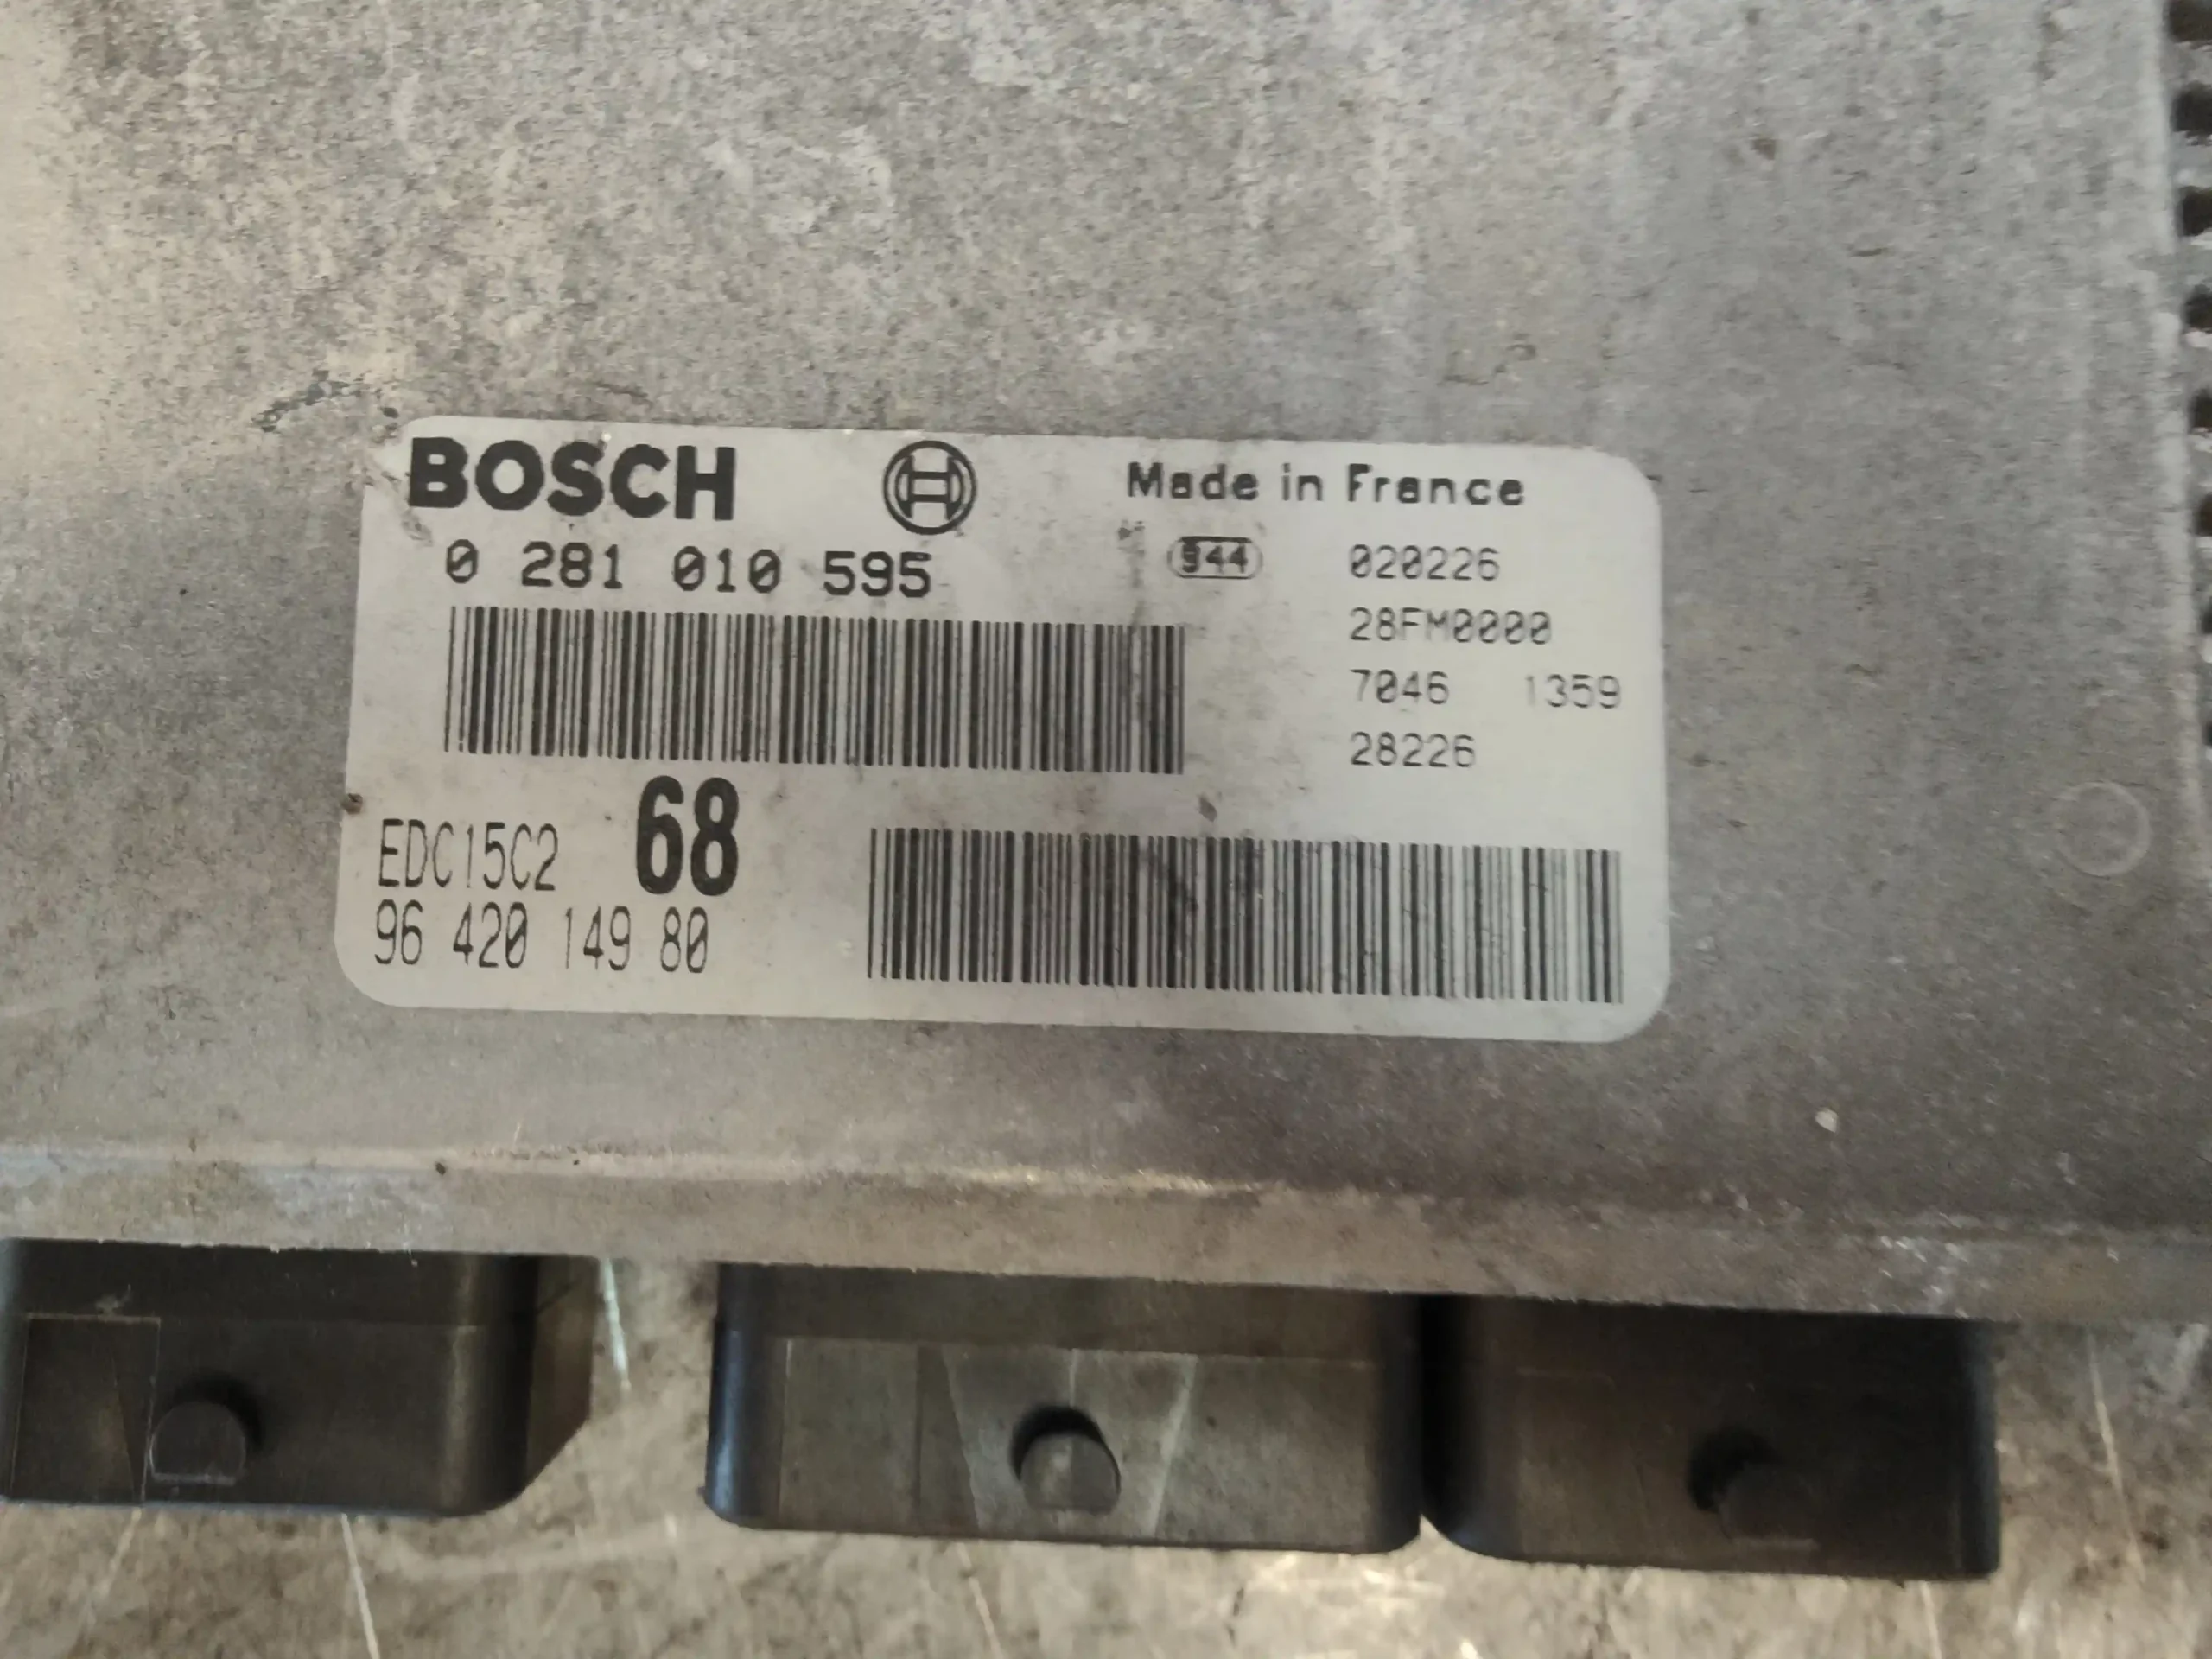 BOSCH
Made in France
0 281 010 595
944
020226
28FM0000
7046 1359
28226
EDC15C2 68
96 420 149 80